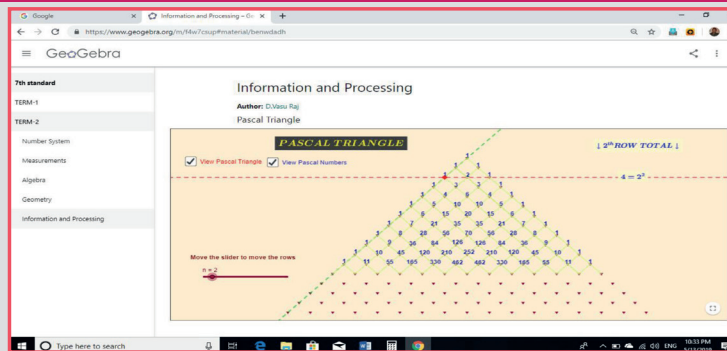 Google
Information and Processing – Ge
https://www.geogebra.org/m/f4w7csup#material/benwdadh
GeoGebra
7th standard
TERM-1
TERM-2
Number System
Measurements
Algebra
Geometry
Information and Processing
Information and Processing
Author: D.Vasu Raj
Pascal Triangle
PASCAL TRIANGLE
View Pascal Triangle View Pascal Numbers
↓ 2ᵗʰ ROW TOTAL ↓
4 = 2²
1
1 1
1 2 1
1 3 3 1
1 4 6 4 1
1 5 10 10 5 1
1 6 15 20 15 6 1
1 7 21 35 35 21 7 1
1 8 28 56 70 56 28 8 1
1 9 36 84 126 126 84 36 9 1
1 10 45 120 210 252 210 120 45 10 1
1 11 55 165 330 462 462 330 165 55 11 1
Move the slider to move the rows
n = 2
Type here to search
ENG
10:33 PM